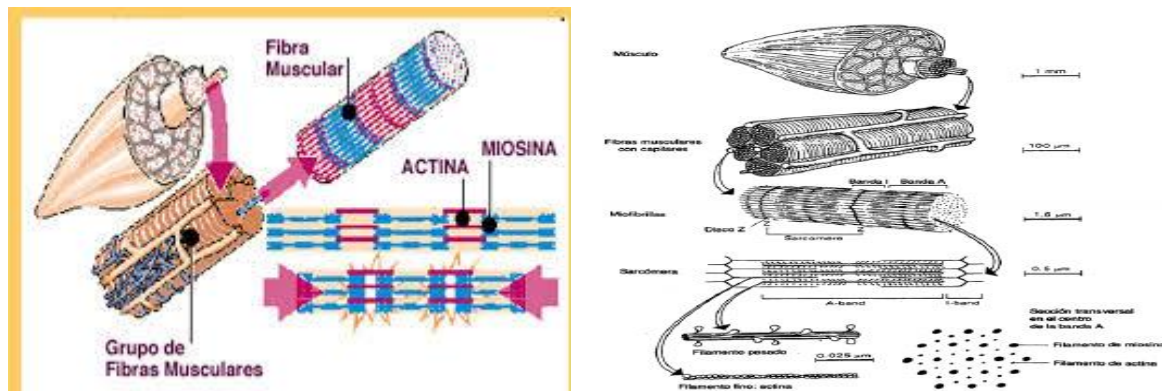 Fibra
Muscular
ACTINA
MIOSINA
Grupo de
Fibras Musculares
Músculo
1 mm
Fibras musculares
con capilares
100 µm
Banda I
Banda A
Miofibrillas
1.6 µm
Disco Z
Z
Sarcómera
Sarcómera
0.5 µm
A-band
I-band
Sección transversal
en el centro
de la banda A
Filamento de miosina
Filamento de actina
Filamento pesado
0.025 µm
Filamento fino: actina